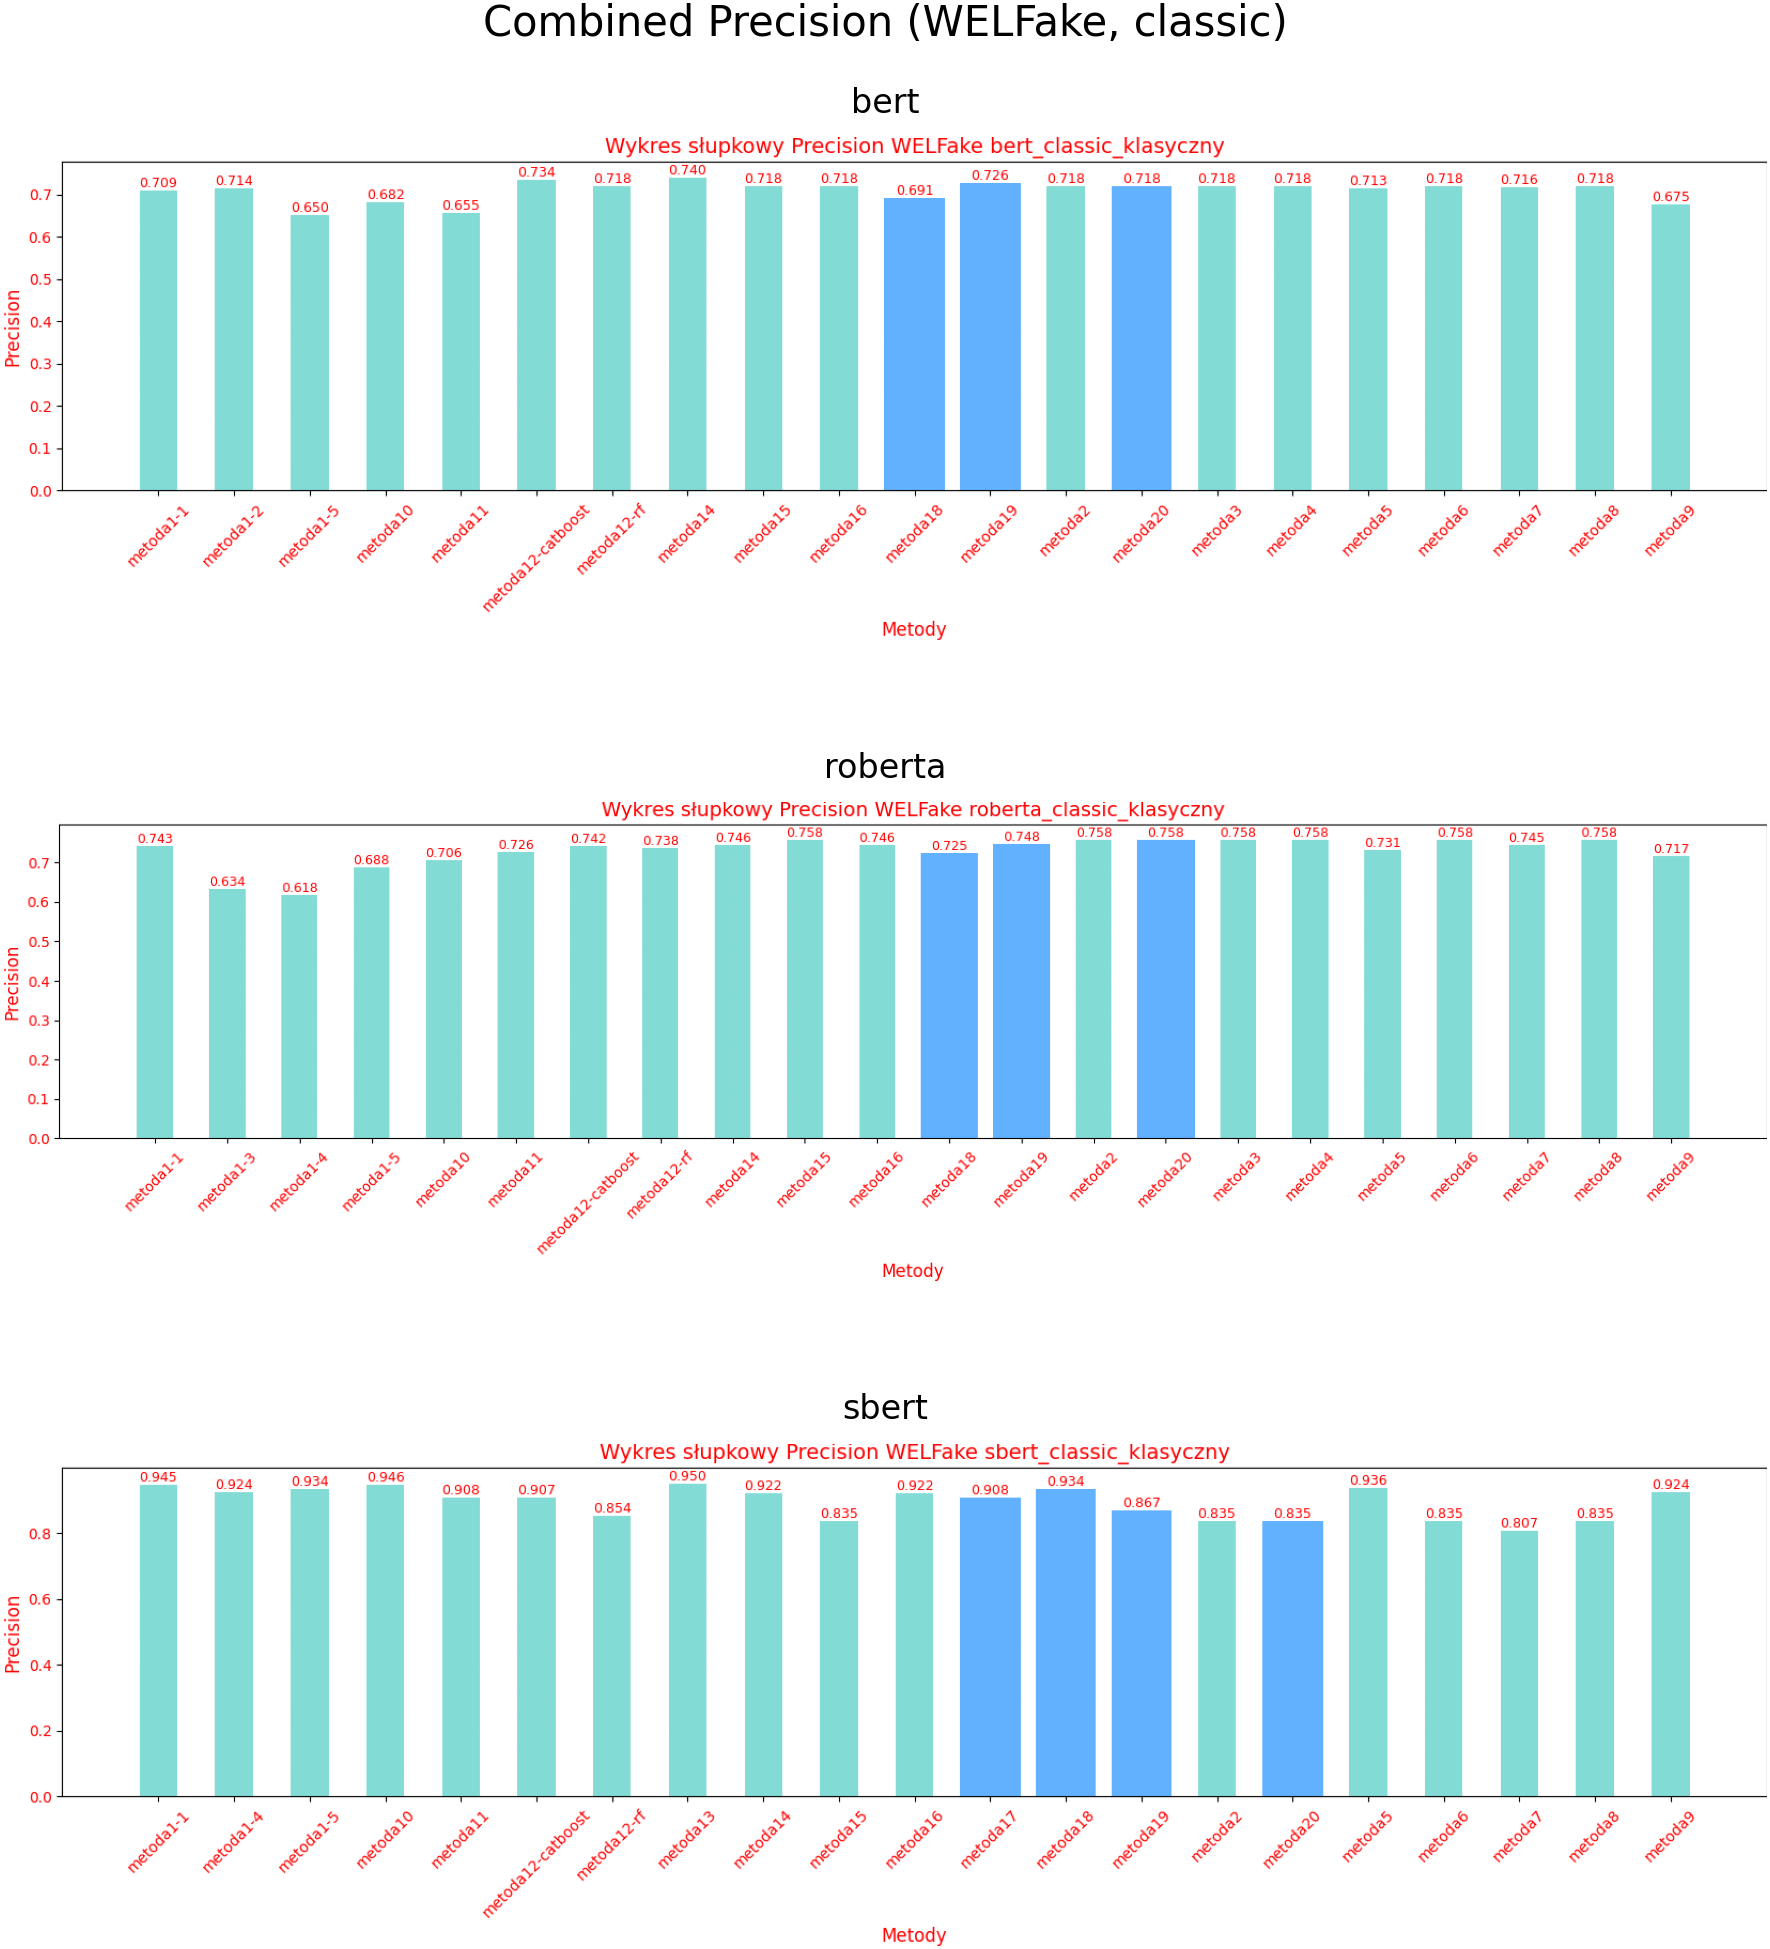 Combined Precision (WELFake, classic)
bert
Wykres słupkowy Precision WELFake bert_classic_klasyczny
0.709 0.714 0.650 0.682 0.655 0.734 0.718 0.740 0.718 0.718 0.691 0.726 0.718 0.718 0.718 0.718 0.713 0.718 0.716 0.718 0.675
0.7
0.6
0.5
0.4
0.3
0.2
0.1
0.0
Precision
metoda1-1 metoda1-2 metoda1-5 metoda10 metoda11 metoda12-catboost metoda12-rf metoda14 metoda15 metoda16 metoda18 metoda19 metoda2 metoda20 metoda3 metoda4 metoda5 metoda6 metoda7 metoda8 metoda9
Metody
roberta
Wykres słupkowy Precision WELFake roberta_classic_klasyczny
0.743 0.634 0.618 0.688 0.706 0.726 0.742 0.738 0.746 0.758 0.746 0.725 0.748 0.758 0.758 0.758 0.758 0.731 0.758 0.745 0.758 0.717
0.7
0.6
0.5
0.4
0.3
0.2
0.1
0.0
Precision
metoda1-1 metoda1-3 metoda1-4 metoda1-5 metoda10 metoda11 metoda12-catboost metoda12-rf metoda14 metoda15 metoda16 metoda18 metoda19 metoda2 metoda20 metoda3 metoda4 metoda5 metoda6 metoda7 metoda8 metoda9
Metody
sbert
Wykres słupkowy Precision WELFake sbert_classic_klasyczny
0.945 0.924 0.934 0.946 0.908 0.907 0.854 0.950 0.922 0.835 0.922 0.908 0.934 0.867 0.835 0.835 0.936 0.835 0.807 0.835 0.924
0.8
0.6
0.4
0.2
0.0
Precision
metoda1-1 metoda1-4 metoda1-5 metoda10 metoda11 metoda12-catboost metoda12-rf metoda13 metoda14 metoda15 metoda16 metoda17 metoda18 metoda19 metoda2 metoda20 metoda5 metoda6 metoda7 metoda8 metoda9
Metody